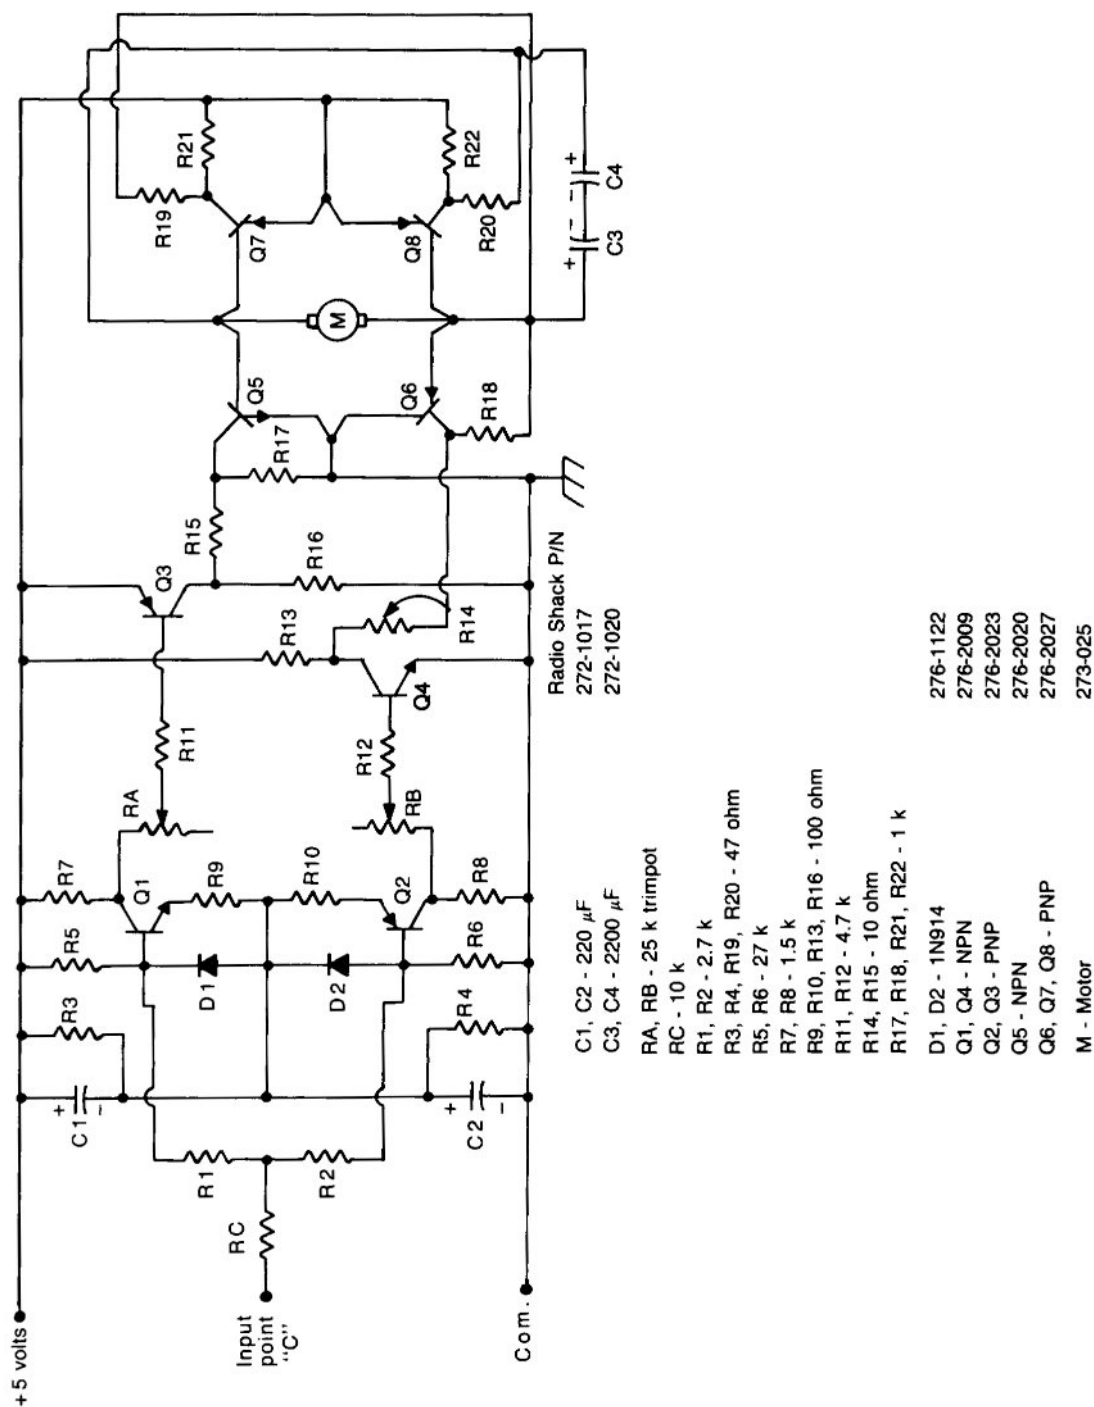 +5 volts
Input
point
"C"
Com.
RC
R1
R2
C1
+
−
C2
+
−
R3
R4
R5
R6
D1
D2
R7
Q1
R9
R10
Q2
R8
RA
RB
R11
R12
Q3
Q4
R13
R14
R15
R16
R17
Q5
Q6
R18
M
Q7
Q8
R19
R20
R21
R22
+
−
−
+
C3
C4
Radio Shack P/N
C1, C2 - 220 µF 272-1017
C3, C4 - 2200 µF 272-1020
RA, RB - 25 k trimpot
RC - 10 k
R1, R2 - 2.7 k
R3, R4, R19, R20 - 47 ohm
R5, R6 - 27 k
R7, R8 - 1.5 k
R9, R10, R13, R16 - 100 ohm
R11, R12 - 4.7 k
R14, R15 - 10 ohm
R17, R18, R21, R22 - 1 k
D1, D2 - 1N914 276-1122
Q1, Q4 - NPN 276-2009
Q2, Q3 - PNP 276-2023
Q5 - NPN 276-2020
Q6, Q7, Q8 - PNP 276-2027
M - Motor 273-025